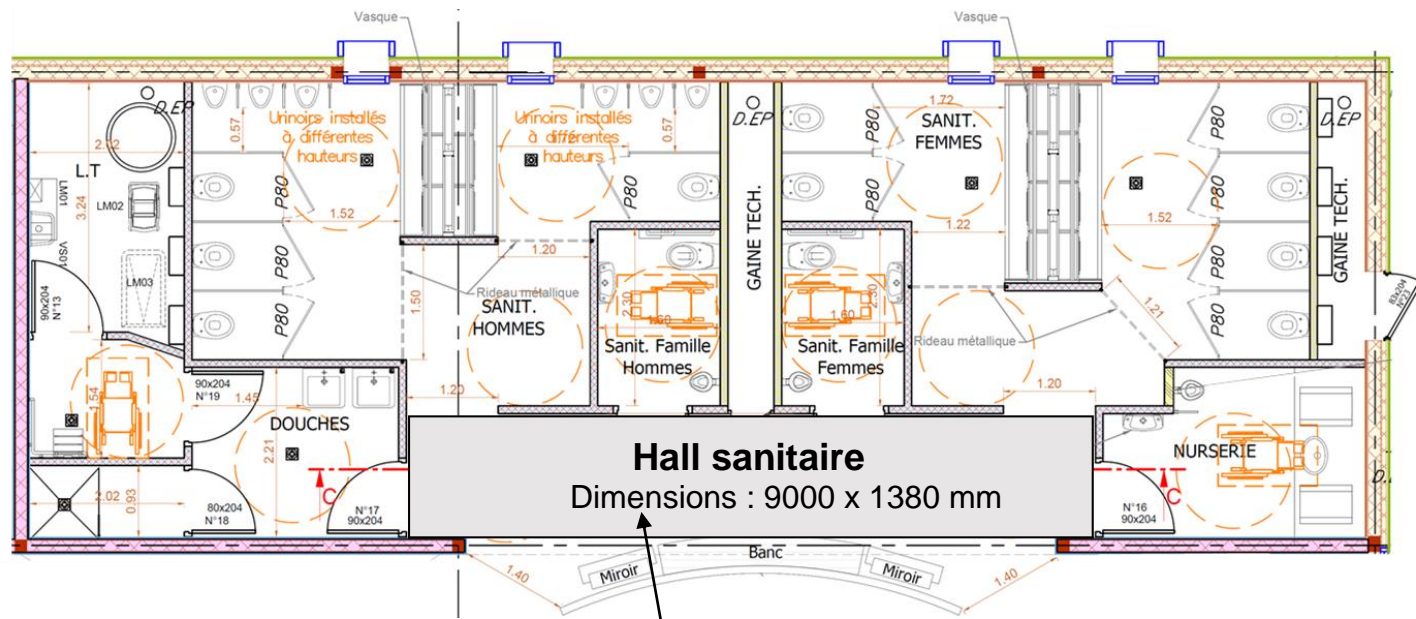 Vasque
Vasque
D.EP
Urinoirs installés
à différentes
hauteurs
Urinoirs installés
à différentes
hauteurs
0.57
0.57
D.EP
1.72
SANIT.
FEMMES
D.EP
2.02
L.T
3.24
LM01
LM02
VS01
LM03
P80
P80
P80
P80
P80
P80
P80
P80
P80
P80
1.52
1.22
1.52
GAINE TECH.
GAINE TECH.
1.20
1.50
Rideau métallique
SANIT.
HOMMES
2.30
1.60
Sanit. Famille
Hommes
2.30
1.60
Sanit. Famille
Femmes
Rideau métallique
1.21
90x204
N°13
83x204
1.54
90x204
N°19
1.45
1.20
1.20
DOUCHES
2.21
NURSERIE
Hall sanitaire
Dimensions : 9000 x 1380 mm
C
C
2.02
0.93
80x204
N°18
N°17
90x204
N°16
90x204
Banc
Miroir
Miroir
1.40
1.40